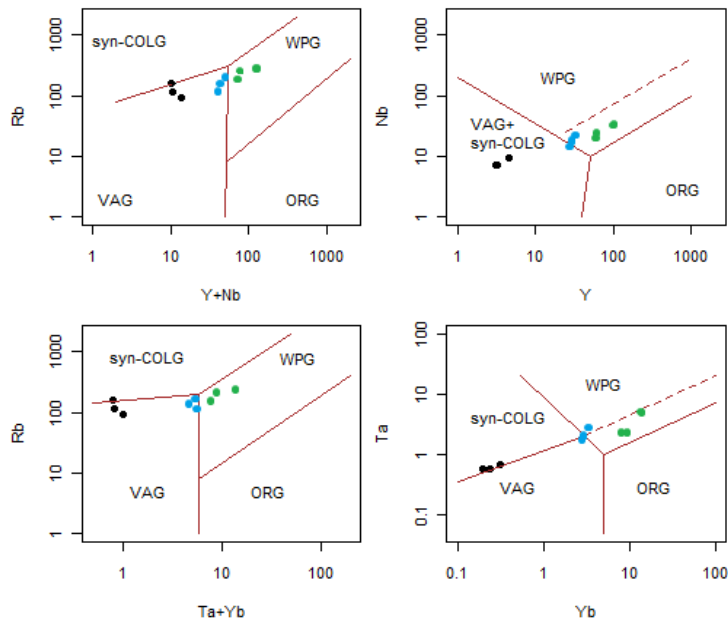 1000
100
10
1
Rb
syn-COLG
WPG
VAG
ORG
1 10 100 1000
Y+Nb
1000
100
10
1
Nb
WPG
VAG+
syn-COLG
ORG
1 10 100 1000
Y
1000
100
10
1
Rb
syn-COLG
WPG
VAG
ORG
1 10 100
Ta+Yb
100
10
1
0.1
Ta
WPG
syn-COLG
VAG
ORG
0.1 1 10 100
Yb